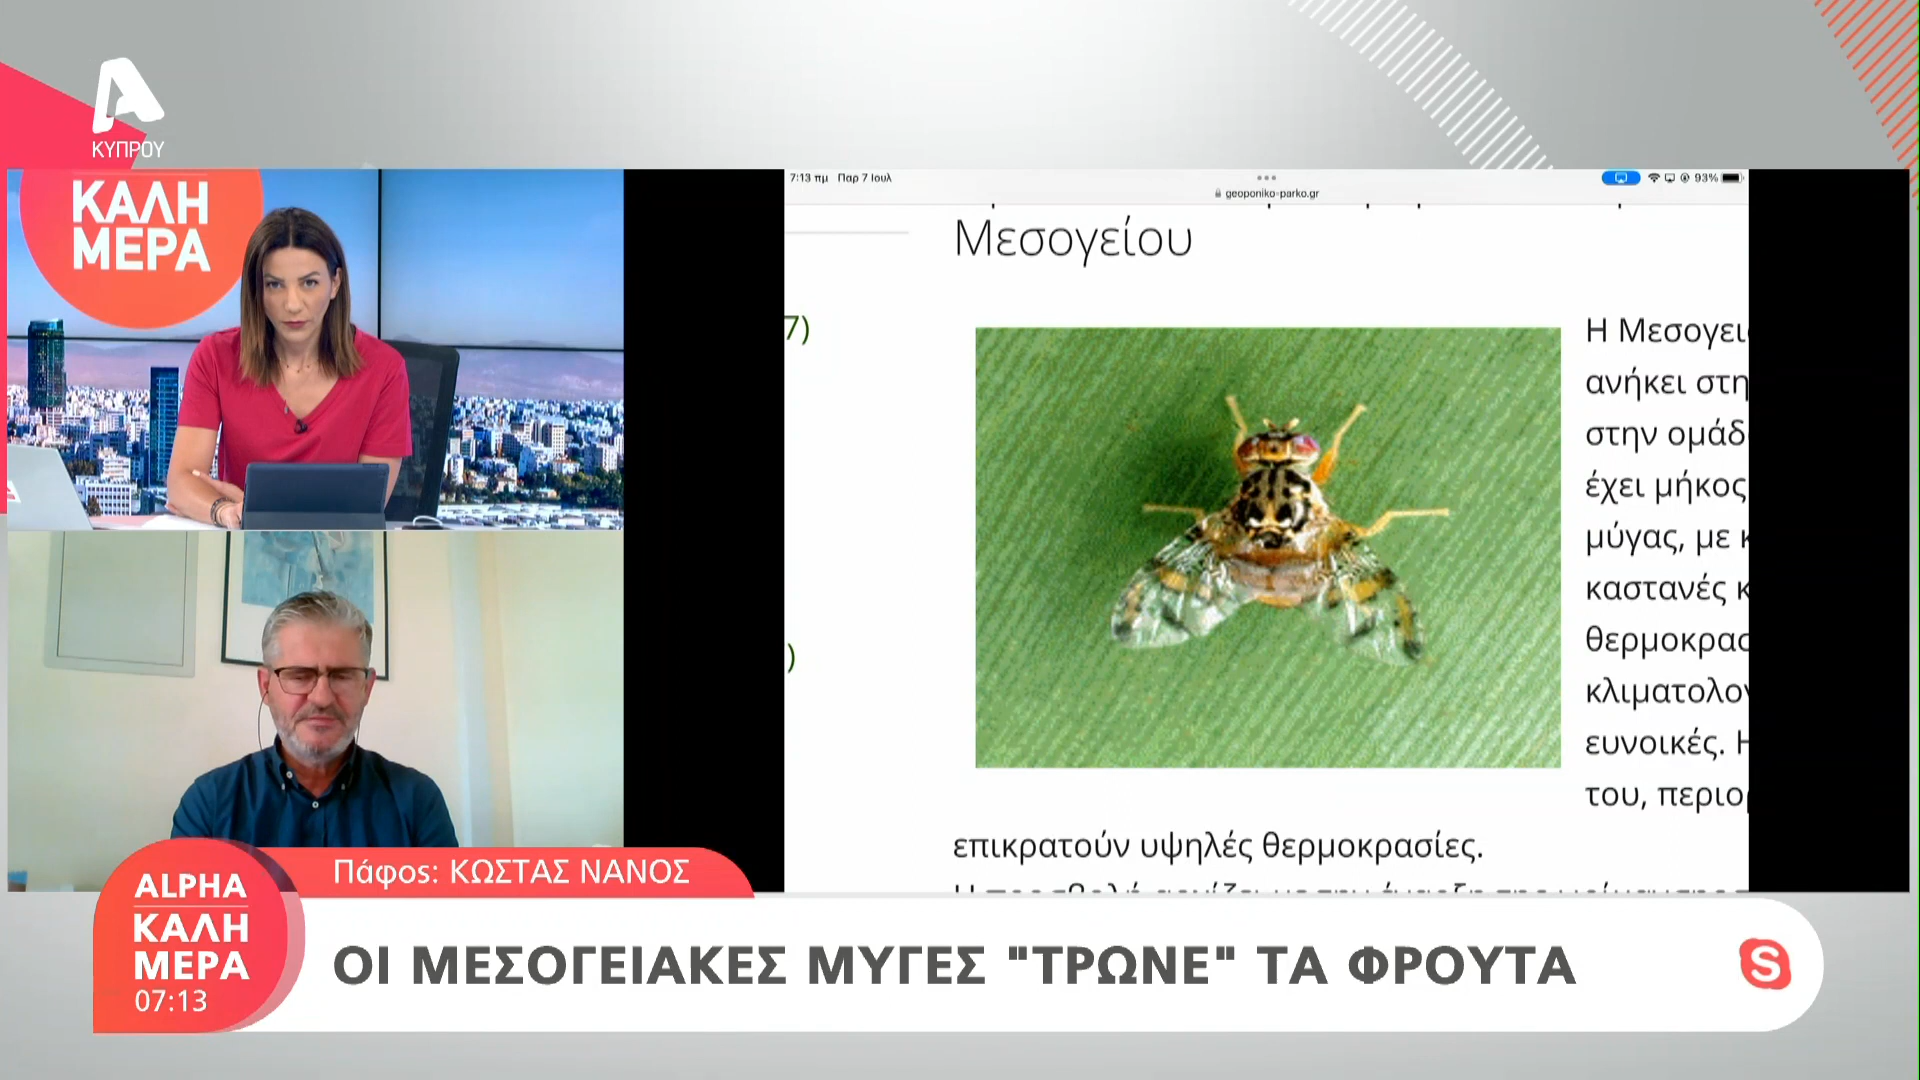 ΚΥΠΡΟΥ
ΚΑΛΗ
ΜΕΡΑ
7:13 πμ Παρ 7 Ιουλ
geoponiko-parko.gr
93%
Μεσογείου
7)
)
Η Μεσογει
ανήκει στη
στην ομάδ
έχει μήκος
μύγας, με κ
καστανές κ
θερμοκρασ
κλιματολογ
ευνοικές. Η
του, περιορ
επικρατούν υψηλές θερμοκρασίες.
Πάφος: ΚΩΣΤΑΣ ΝΑΝΟΣ
ALPHA
ΚΑΛΗ
ΜΕΡΑ
07:13
ΟΙ ΜΕΣΟΓΕΙΑΚΕΣ ΜΥΓΕΣ "ΤΡΩΝΕ" ΤΑ ΦΡΟΥΤΑ